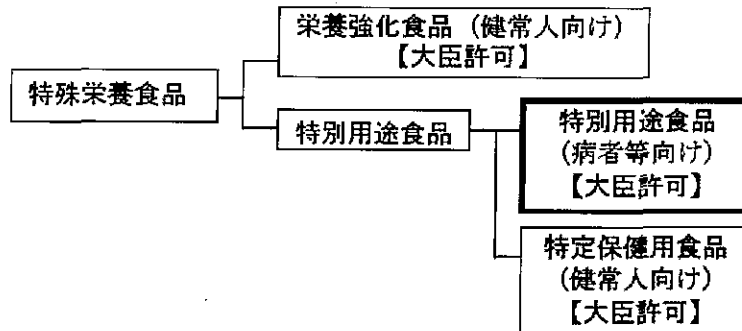 栄養強化食品（健常人向け）
【大臣許可】
特殊栄養食品
特別用途食品
特別用途食品
（病者等向け）
【大臣許可】
特定保健用食品
（健常人向け）
【大臣許可】